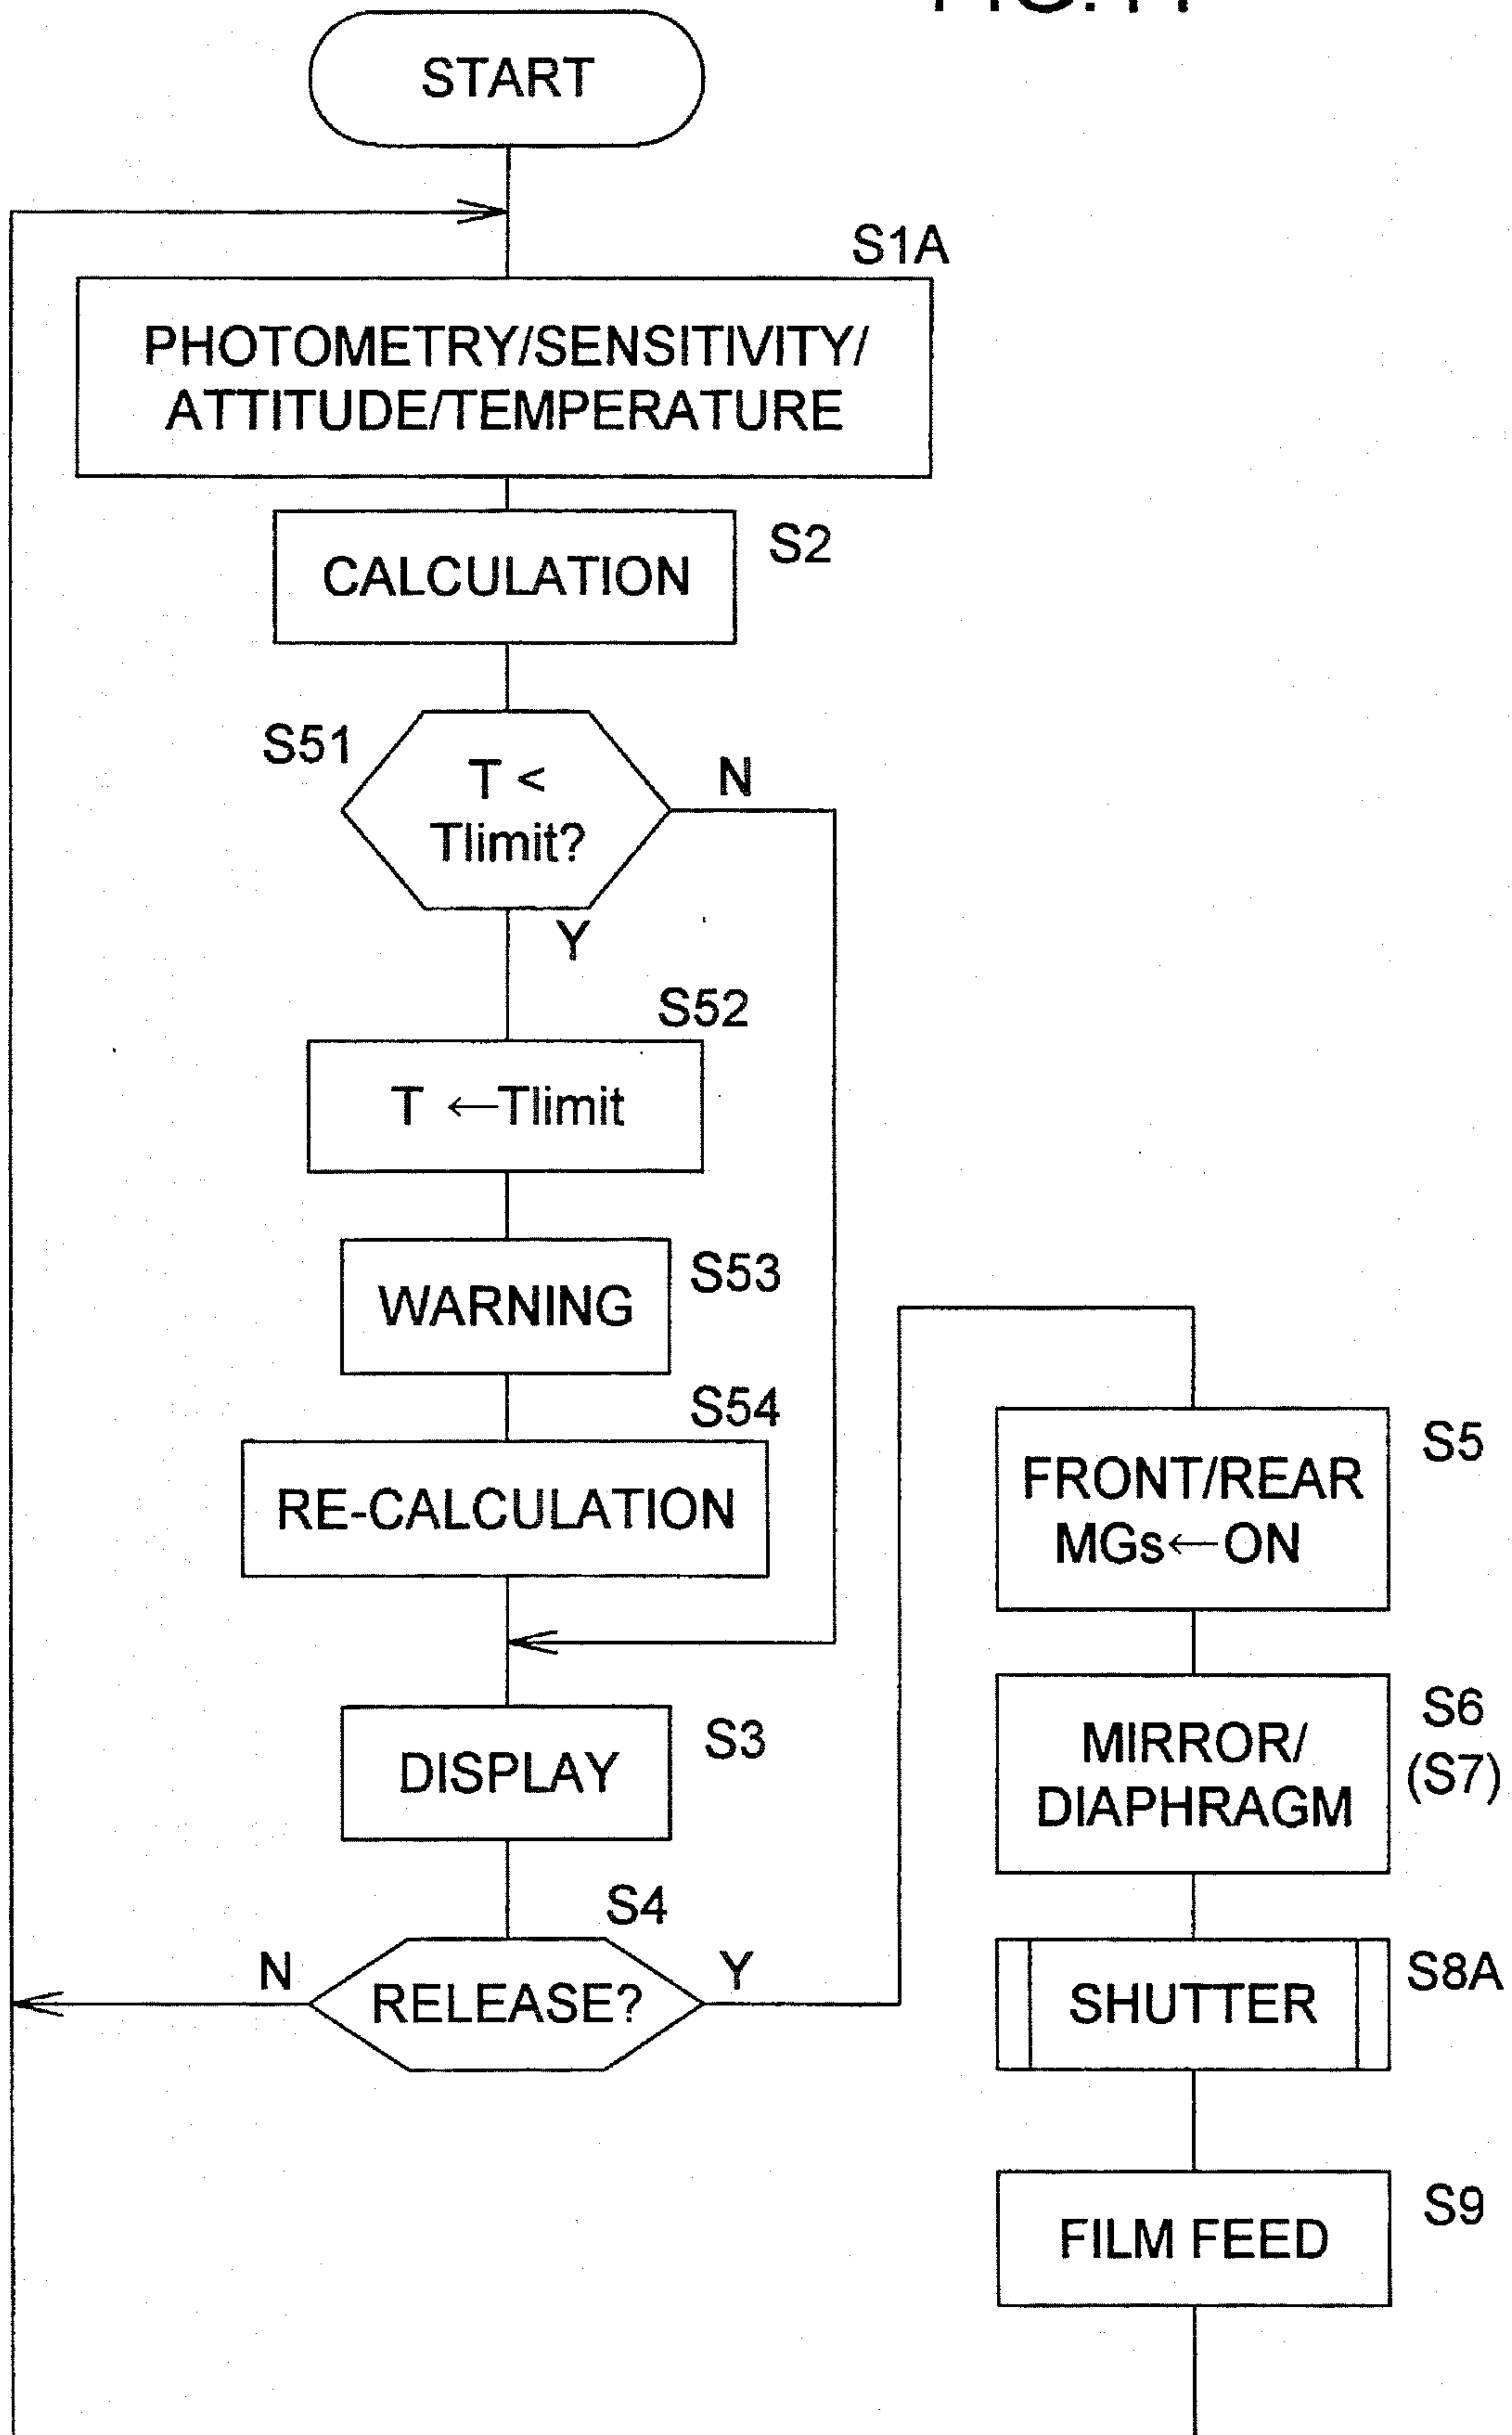 START
S1A
PHOTOMETRY/SENSITIVITY/
ATTITUDE/TEMPERATURE
S2
CALCULATION
S51
T <
Tlimit?
N
Y
S52
T ←Tlimit
S53
WARNING
S54
RE-CALCULATION
S3
DISPLAY
S4
N
RELEASE?
Y
S5
FRONT/REAR
MGs←ON
S6
(S7)
MIRROR/
DIAPHRAGM
S8A
SHUTTER
S9
FILM FEED